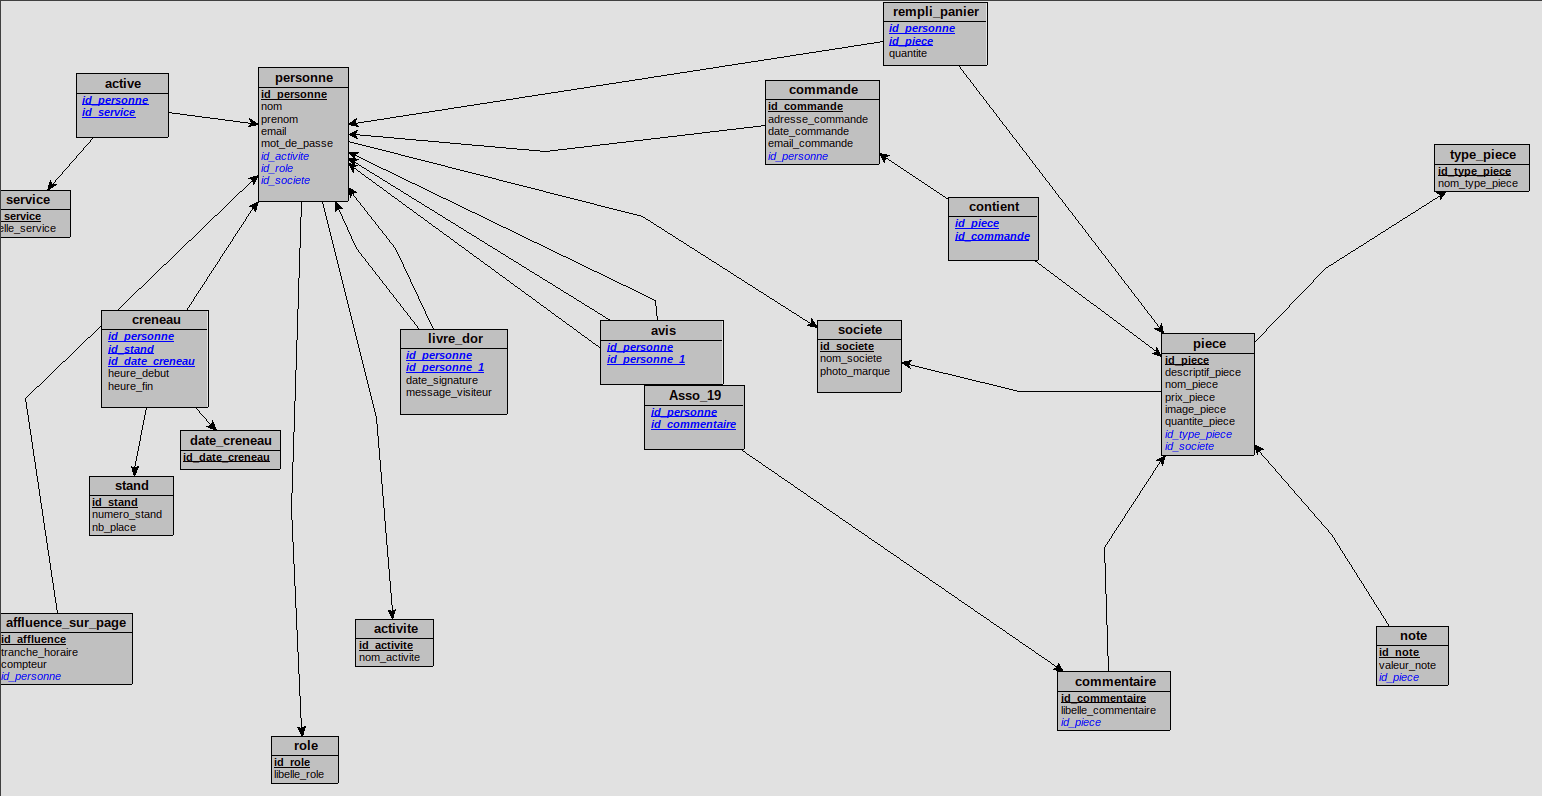 rempli_panier
id_personne
id_piece
quantite
personne
id_personne
nom
prenom
email
mot_de_passe
id_activite
id_role
id_societe
active
id_personne
id_service
commande
id_commande
adresse_commande
date_commande
email_commande
id_personne
type_piece
id_type_piece
nom_type_piece
service
_service
elle_service
contient
id_piece
id_commande
creneau
id_personne
id_stand
id_date_creneau
heure_debut
heure_fin
livre_dor
id_personne
id_personne_1
date_signature
message_visiteur
avis
id_personne
id_personne_1
societe
id_societe
nom_societe
photo_marque
piece
id_piece
descriptif_piece
nom_piece
prix_piece
image_piece
quantite_piece
id_type_piece
id_societe
Asso_19
id_personne
id_commentaire
date_creneau
id_date_creneau
stand
id_stand
numero_stand
nb_place
affluence_sur_page
id_affluence
tranche_horaire
compteur
id_personne
activite
id_activite
nom_activite
note
id_note
valeur_note
id_piece
commentaire
id_commentaire
libelle_commentaire
id_piece
role
id_role
libelle_role